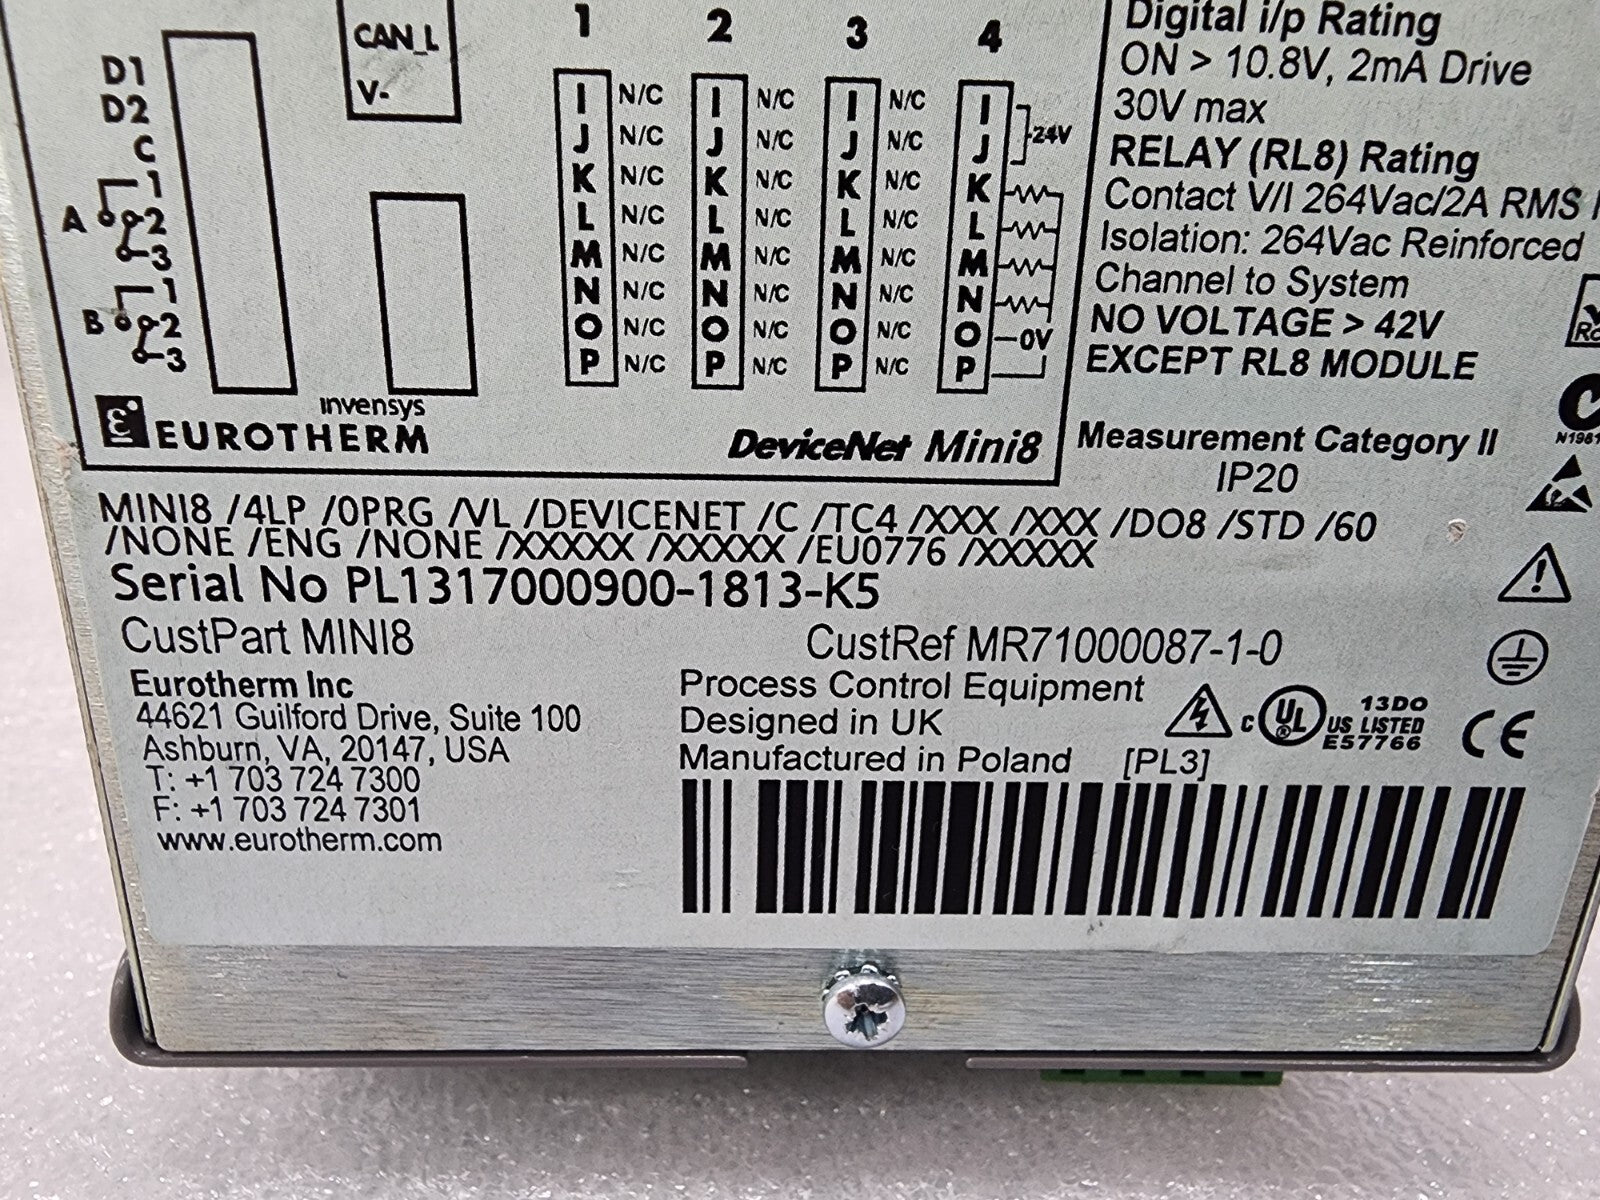 CAN_L
V-
D1
D2
C
A 1
2
3
B 1
2
3
1 2 3 4
I N/C I N/C I N/C I
J N/C J N/C J N/C J 24V
K N/C K N/C K N/C K
L N/C L N/C L N/C L
M N/C M N/C M N/C M
N N/C N N/C N N/C N
O N/C O N/C O N/C O 0V
P N/C P N/C P N/C P
invensys
EUROTHERM
DeviceNet Mini8
Digital i/p Rating
ON > 10.8V, 2mA Drive
30V max
RELAY (RL8) Rating
Contact V/I 264Vac/2A RMS
Isolation: 264Vac Reinforced
Channel to System
NO VOLTAGE > 42V
EXCEPT RL8 MODULE
Measurement Category II
IP20
MINI8 /4LP /0PRG /VL /DEVICENET /C /TC4 /XXX /XXX /DO8 /STD /60
/NONE /ENG /NONE /XXXXX /XXXXX /EU0776 /XXXXX
Serial No PL1317000900-1813-K5
CustPart MINI8 CustRef MR71000087-1-0
Eurotherm Inc
44621 Guilford Drive, Suite 100
Ashburn, VA, 20147, USA
T: +1 703 724 7300
F: +1 703 724 7301
www.eurotherm.com
Process Control Equipment
Designed in UK
Manufactured in Poland [PL3]
C UL US LISTED
13DO
E57766
CE